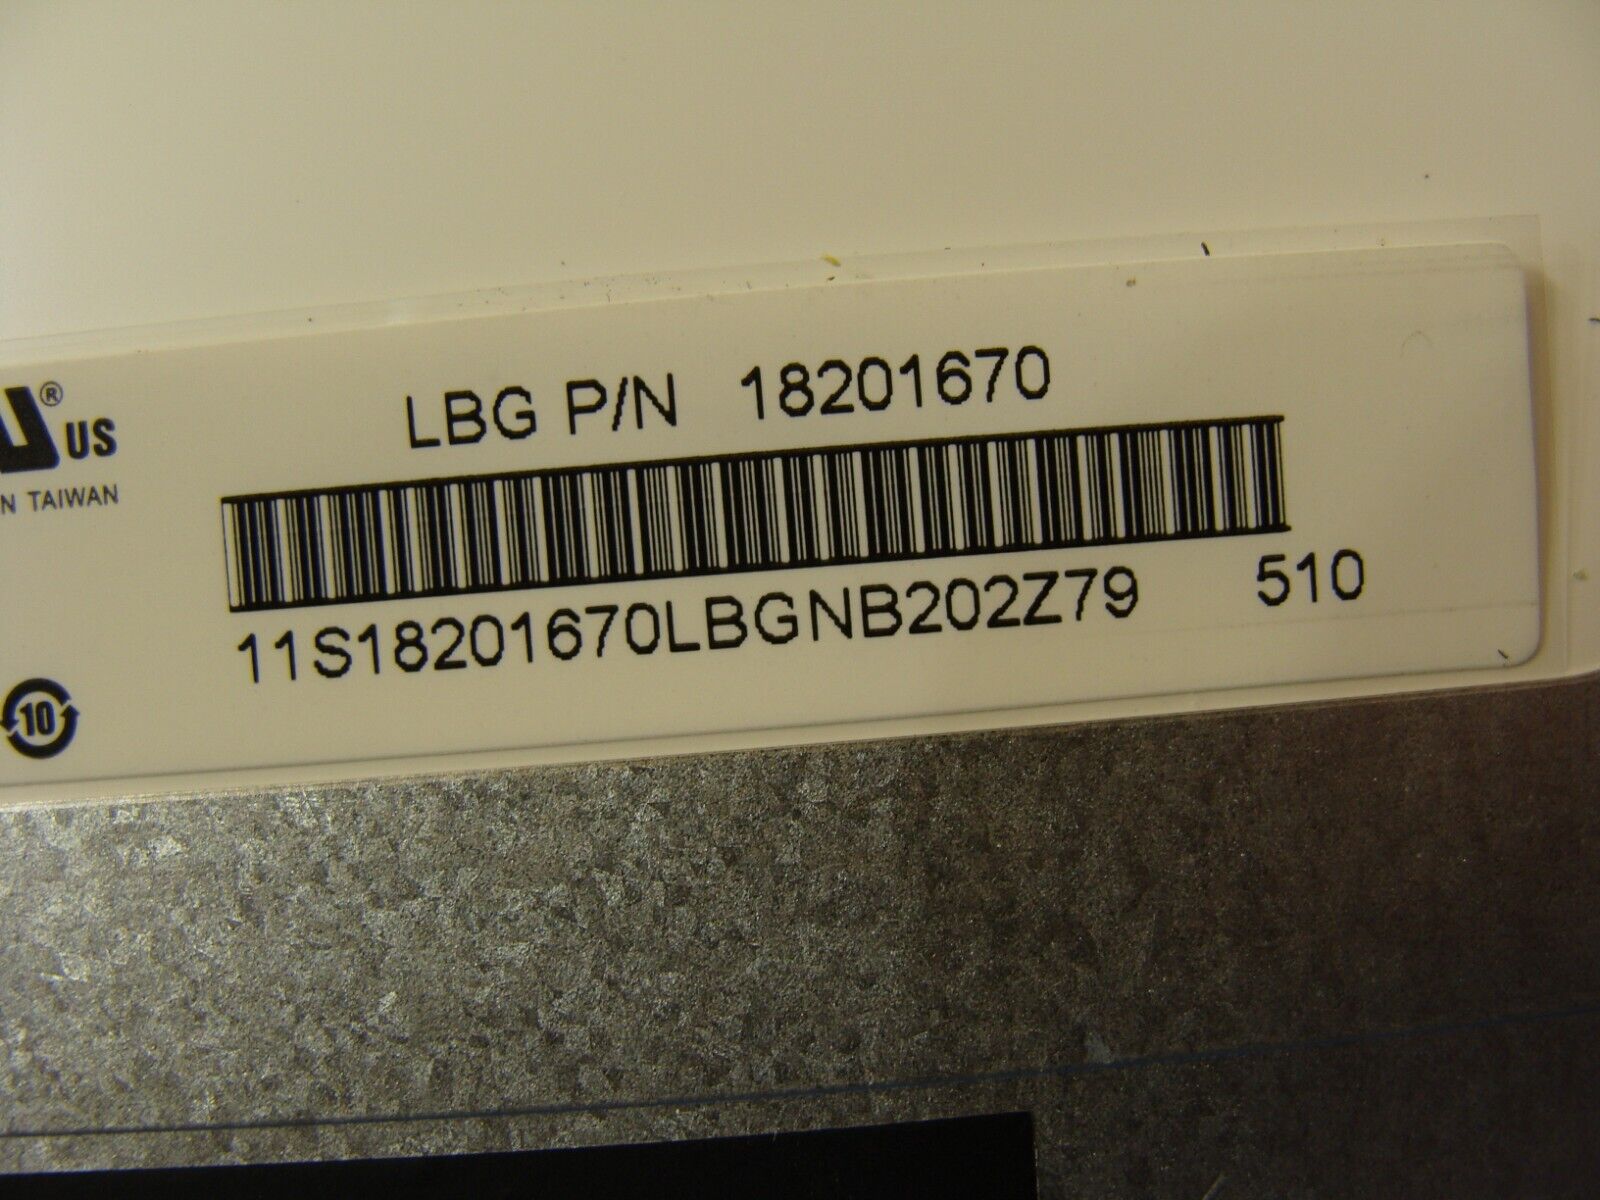 LBG P/N 18201670
® US
N TAIWAN
11S18201670LBGNB202Z79 510
10